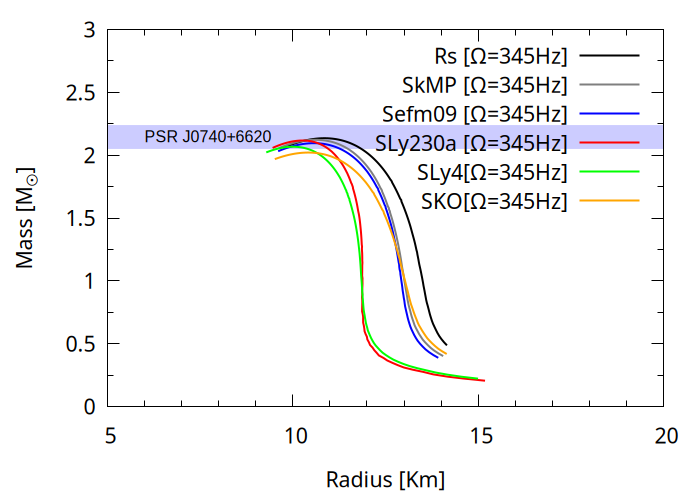 3
2.5
2
1.5
1
0.5
0
5
10
15
20
Mass [M☉]
Radius [Km]
PSR J0740+6620
Rs [Ω=345Hz]
SkMP [Ω=345Hz]
Sefm09 [Ω=345Hz]
SLy230a [Ω=345Hz]
SLy4[Ω=345Hz]
SKO[Ω=345Hz]